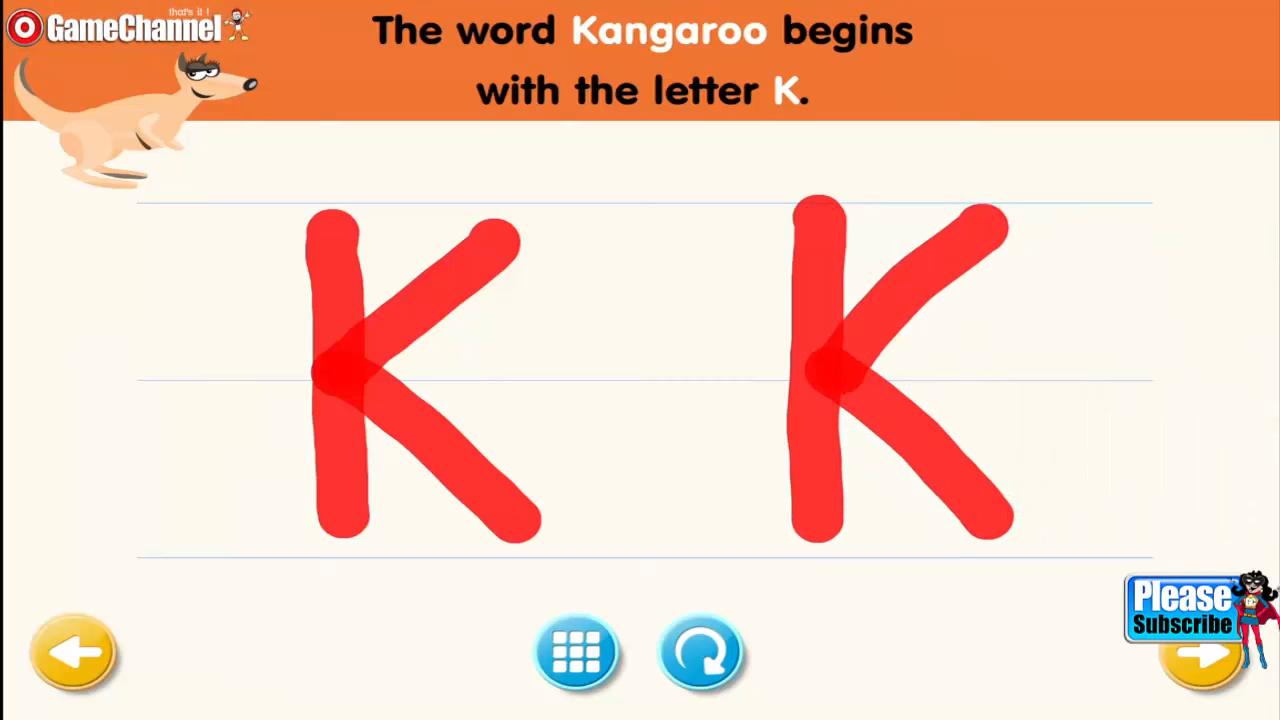 that's it !
GameChannel
The word Kangaroo begins
with the letter K.
K K
Please
Subscribe